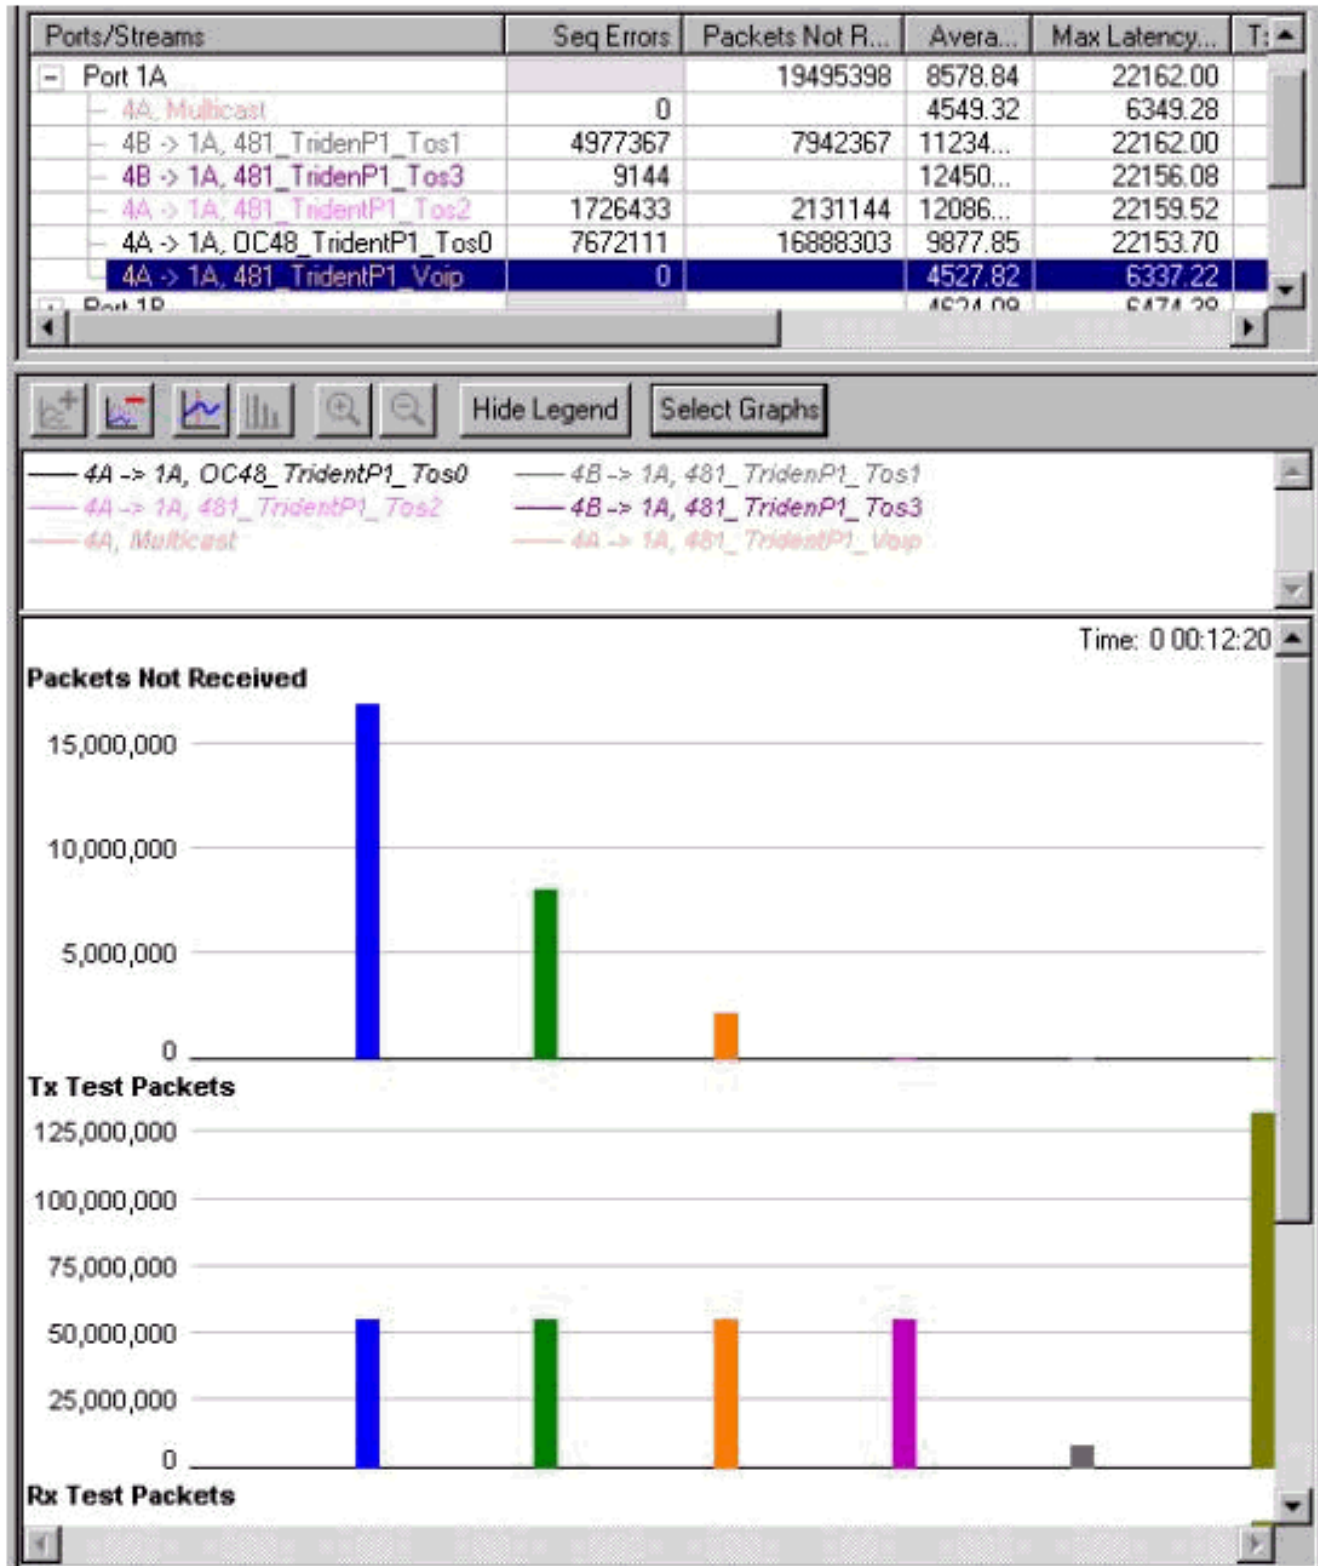 Ports/Streams Seq Errors Packets Not R... Avera... Max Latency...
Port 1A 19495398 8578.84 22162.00
4A, Multicast 0 4549.32 6349.28
4B -> 1A, 481_TridenP1_Tos1 4977367 7942367 11234... 22162.00
4B -> 1A, 481_TridenP1_Tos3 9144 12450... 22156.08
4A -> 1A, 481_TridentP1_Tos2 1726433 2131144 12086... 22159.52
4A -> 1A, OC48_TridentP1_Tos0 7672111 16888303 9877.85 22153.70
4A -> 1A, 481_TridentP1_Voip 0 4527.82 6337.22
Port 1B
Hide Legend Select Graphs
4A -> 1A, OC48_TridentP1_Tos0 4B -> 1A, 481_TridenP1_Tos1
4A -> 1A, 481_TridentP1_Tos2 4B -> 1A, 481_TridenP1_Tos3
4A, Multicast 4A -> 1A, 481_TridentP1_Voip
Time: 0 00:12:20
Packets Not Received
15,000,000
10,000,000
5,000,000
0
Tx Test Packets
125,000,000
100,000,000
75,000,000
50,000,000
25,000,000
0
Rx Test Packets